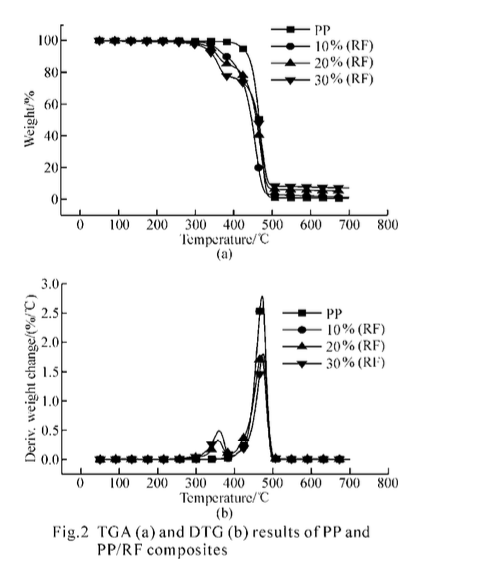 PP
10%(RF)
20%(RF)
30%(RF)
100
80
60
40
20
0
Weight/%
0 100 200 300 400 500 600 700 800
Temperature/℃
(a)
3.0
2.5
2.0
1.5
1.0
0.5
0.0
Deriv. weight change/(%/℃)
PP
10%(RF)
20%(RF)
30%(RF)
0 100 200 300 400 500 600 700 800
Temperature/℃
(b)
Fig.2 TGA (a) and DTG (b) results of PP and
PP/RF composites